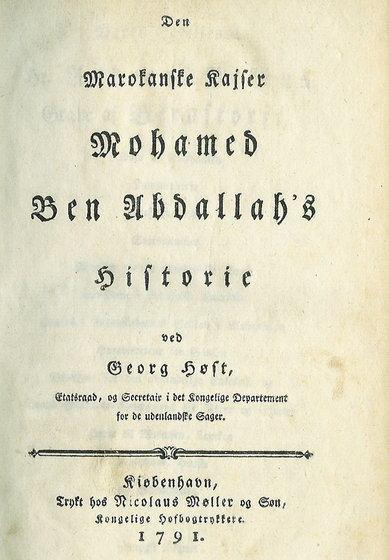 Den
Marokanske Kajser
Mohamed
Ben Abdallah's
Historie
ved
Georg Høst,
Etatsraad, og Secretair i det Kongelige Departement
for de udenlandske Sager.
Kiøbenhavn,
Trykt hos Nicolaus Møller og Søn,
Kongelige Hofbogtrykkere.
1791.